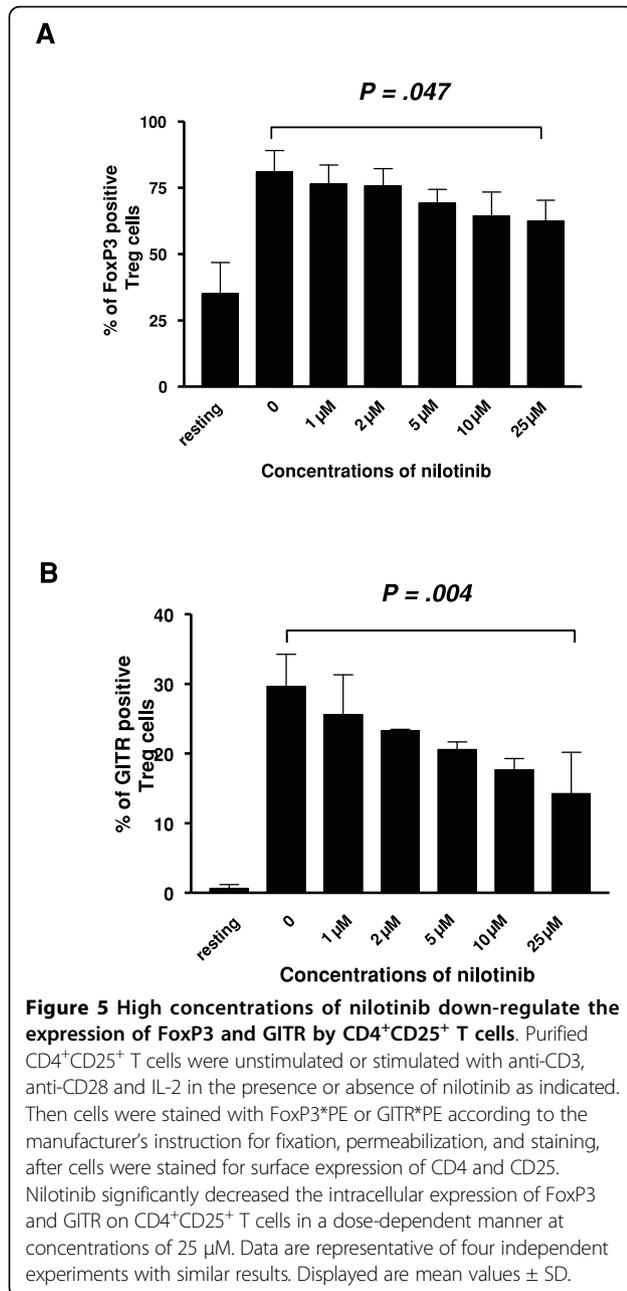 A
P = .047
100
75
50
25
0
% of FoxP3 positive
Treg cells
resting
0
1 µM
2 µM
5 µM
10 µM
25 µM
Concentrations of nilotinib
B
P = .004
40
30
20
10
0
% of GITR positive
Treg cells
resting
0
1 µM
2 µM
5 µM
10 µM
25 µM
Concentrations of nilotinib
Figure 5 High concentrations of nilotinib down-regulate the
expression of FoxP3 and GITR by CD4⁺CD25⁺ T cells. Purified
CD4⁺CD25⁺ T cells were unstimulated or stimulated with anti-CD3,
anti-CD28 and IL-2 in the presence or absence of nilotinib as indicated.
Then cells were stained with FoxP3*PE or GITR*PE according to the
manufacturer's instruction for fixation, permeabilization, and staining,
after cells were stained for surface expression of CD4 and CD25.
Nilotinib significantly decreased the intracellular expression of FoxP3
and GITR on CD4⁺CD25⁺ T cells in a dose-dependent manner at
concentrations of 25 µM. Data are representative of four independent
experiments with similar results. Displayed are mean values ± SD.